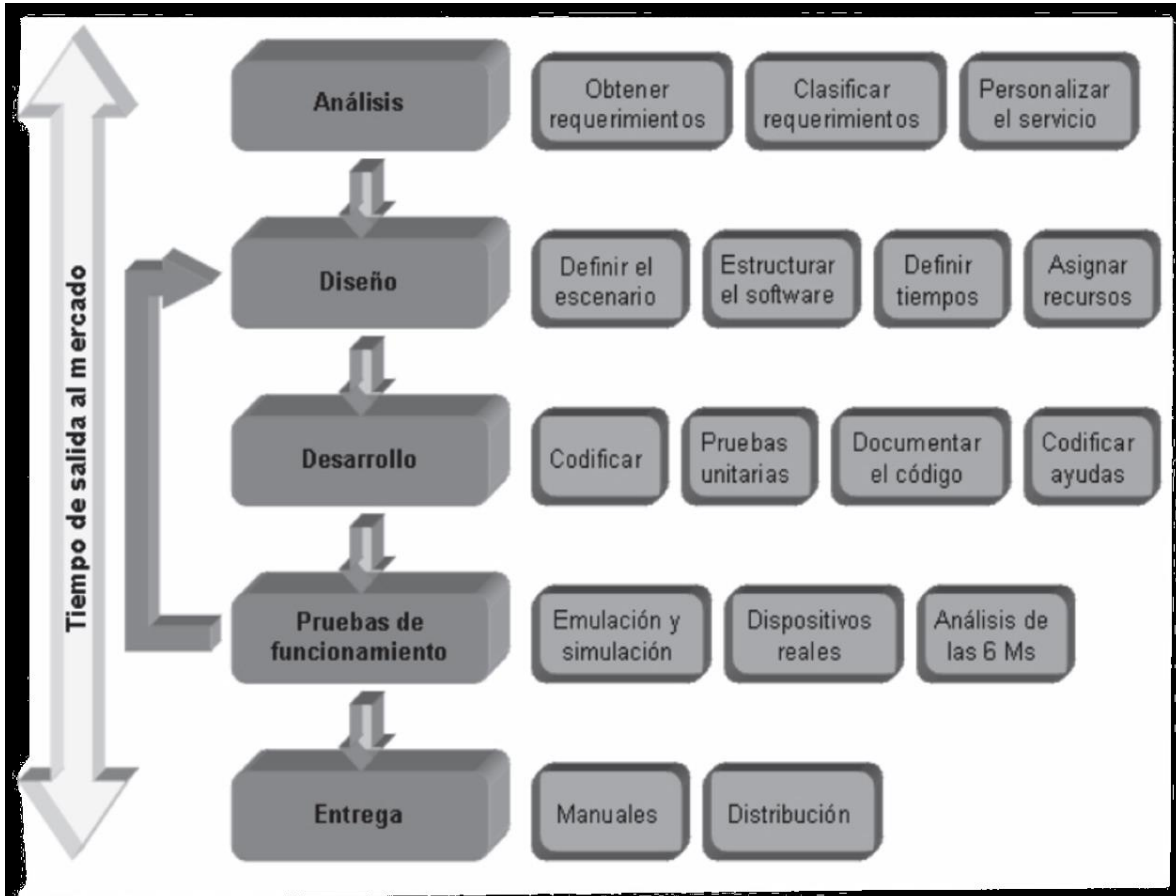 Tiempo de salida al mercado
Análisis
Obtener
requerimientos
Clasificar
requerimientos
Personalizar
el servicio
Diseño
Definir el
escenario
Estructurar
el software
Definir
tiempos
Asignar
recursos
Desarrollo
Codificar
Pruebas
unitarias
Documentar
el código
Codificar
ayudas
Pruebas de
funcionamiento
Emulación y
simulación
Dispositivos
reales
Análisis de
las 6 Ms
Entrega
Manuales
Distribución